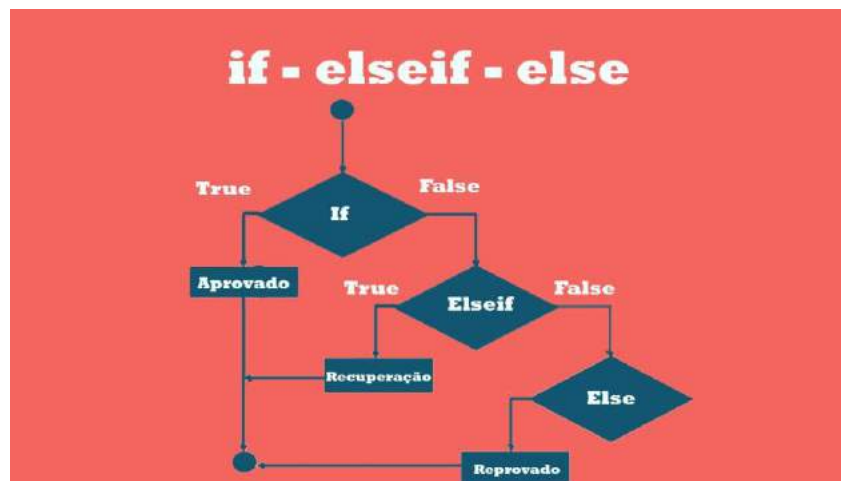 if - elseif - else
True
False
If
Aprovado
True
False
Elseif
Recuperação
Else
Reprovado